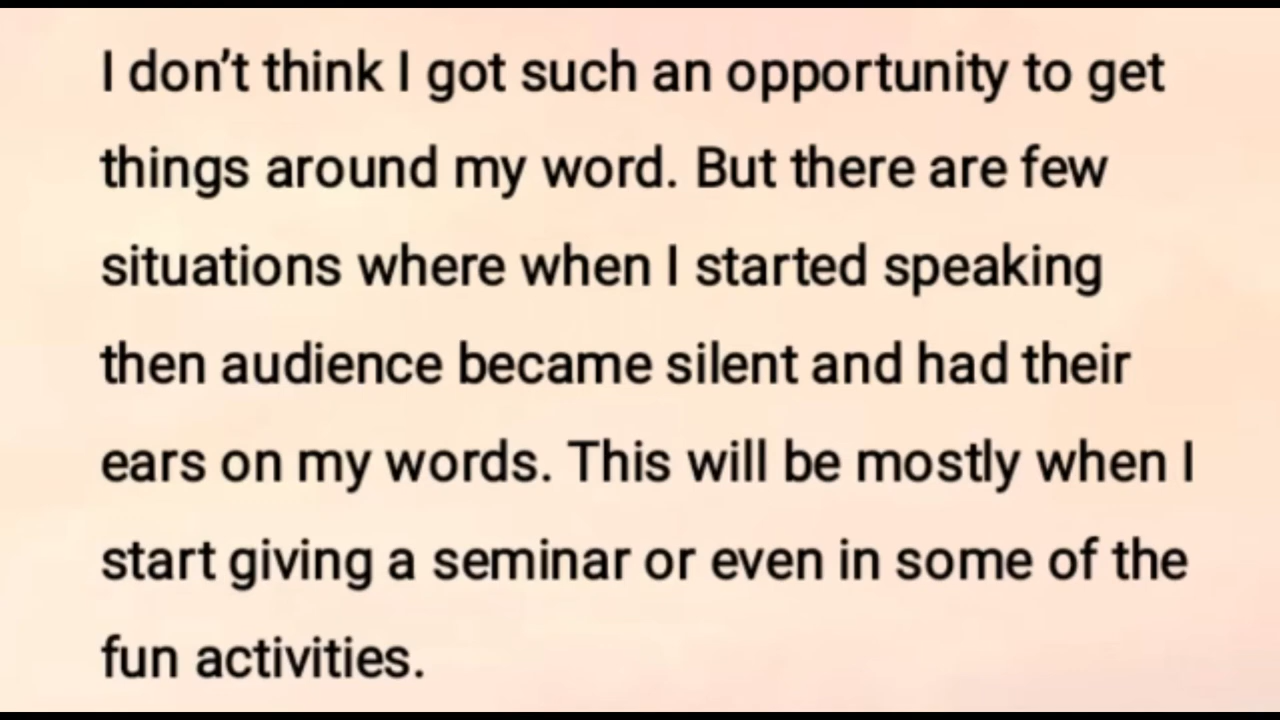 I don’t think I got such an opportunity to get
things around my word. But there are few
situations where when I started speaking
then audience became silent and had their
ears on my words. This will be mostly when I
start giving a seminar or even in some of the
fun activities.